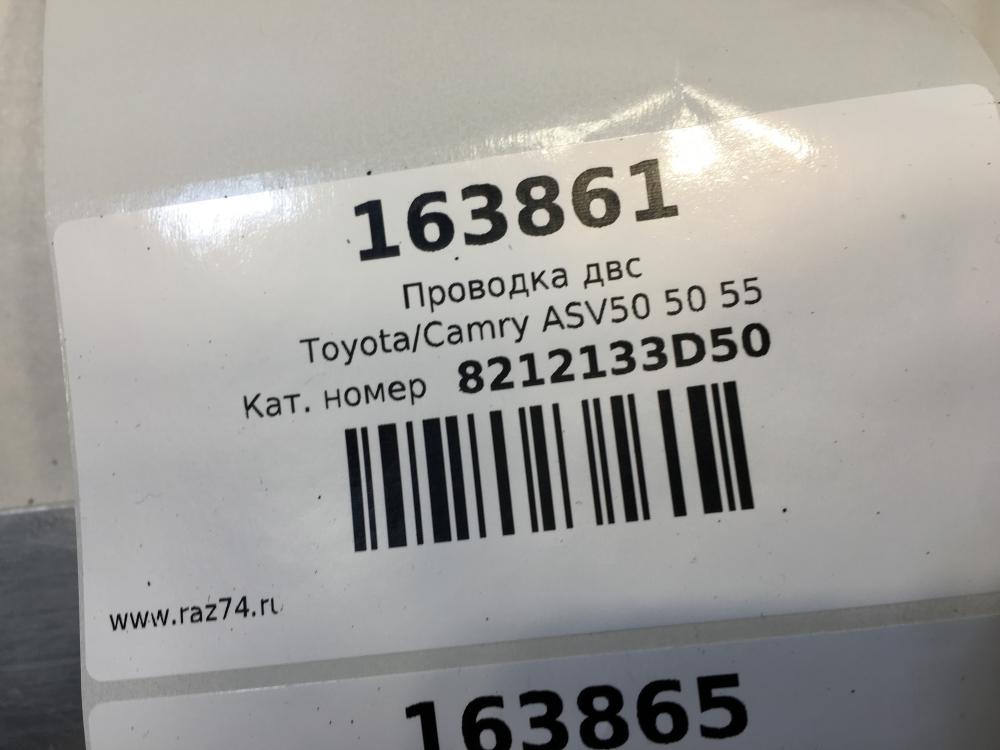 163861
Проводка двс
Toyota/Camry ASV50 50 55
Кат. номер 8212133D50
www.raz74.ru
163865